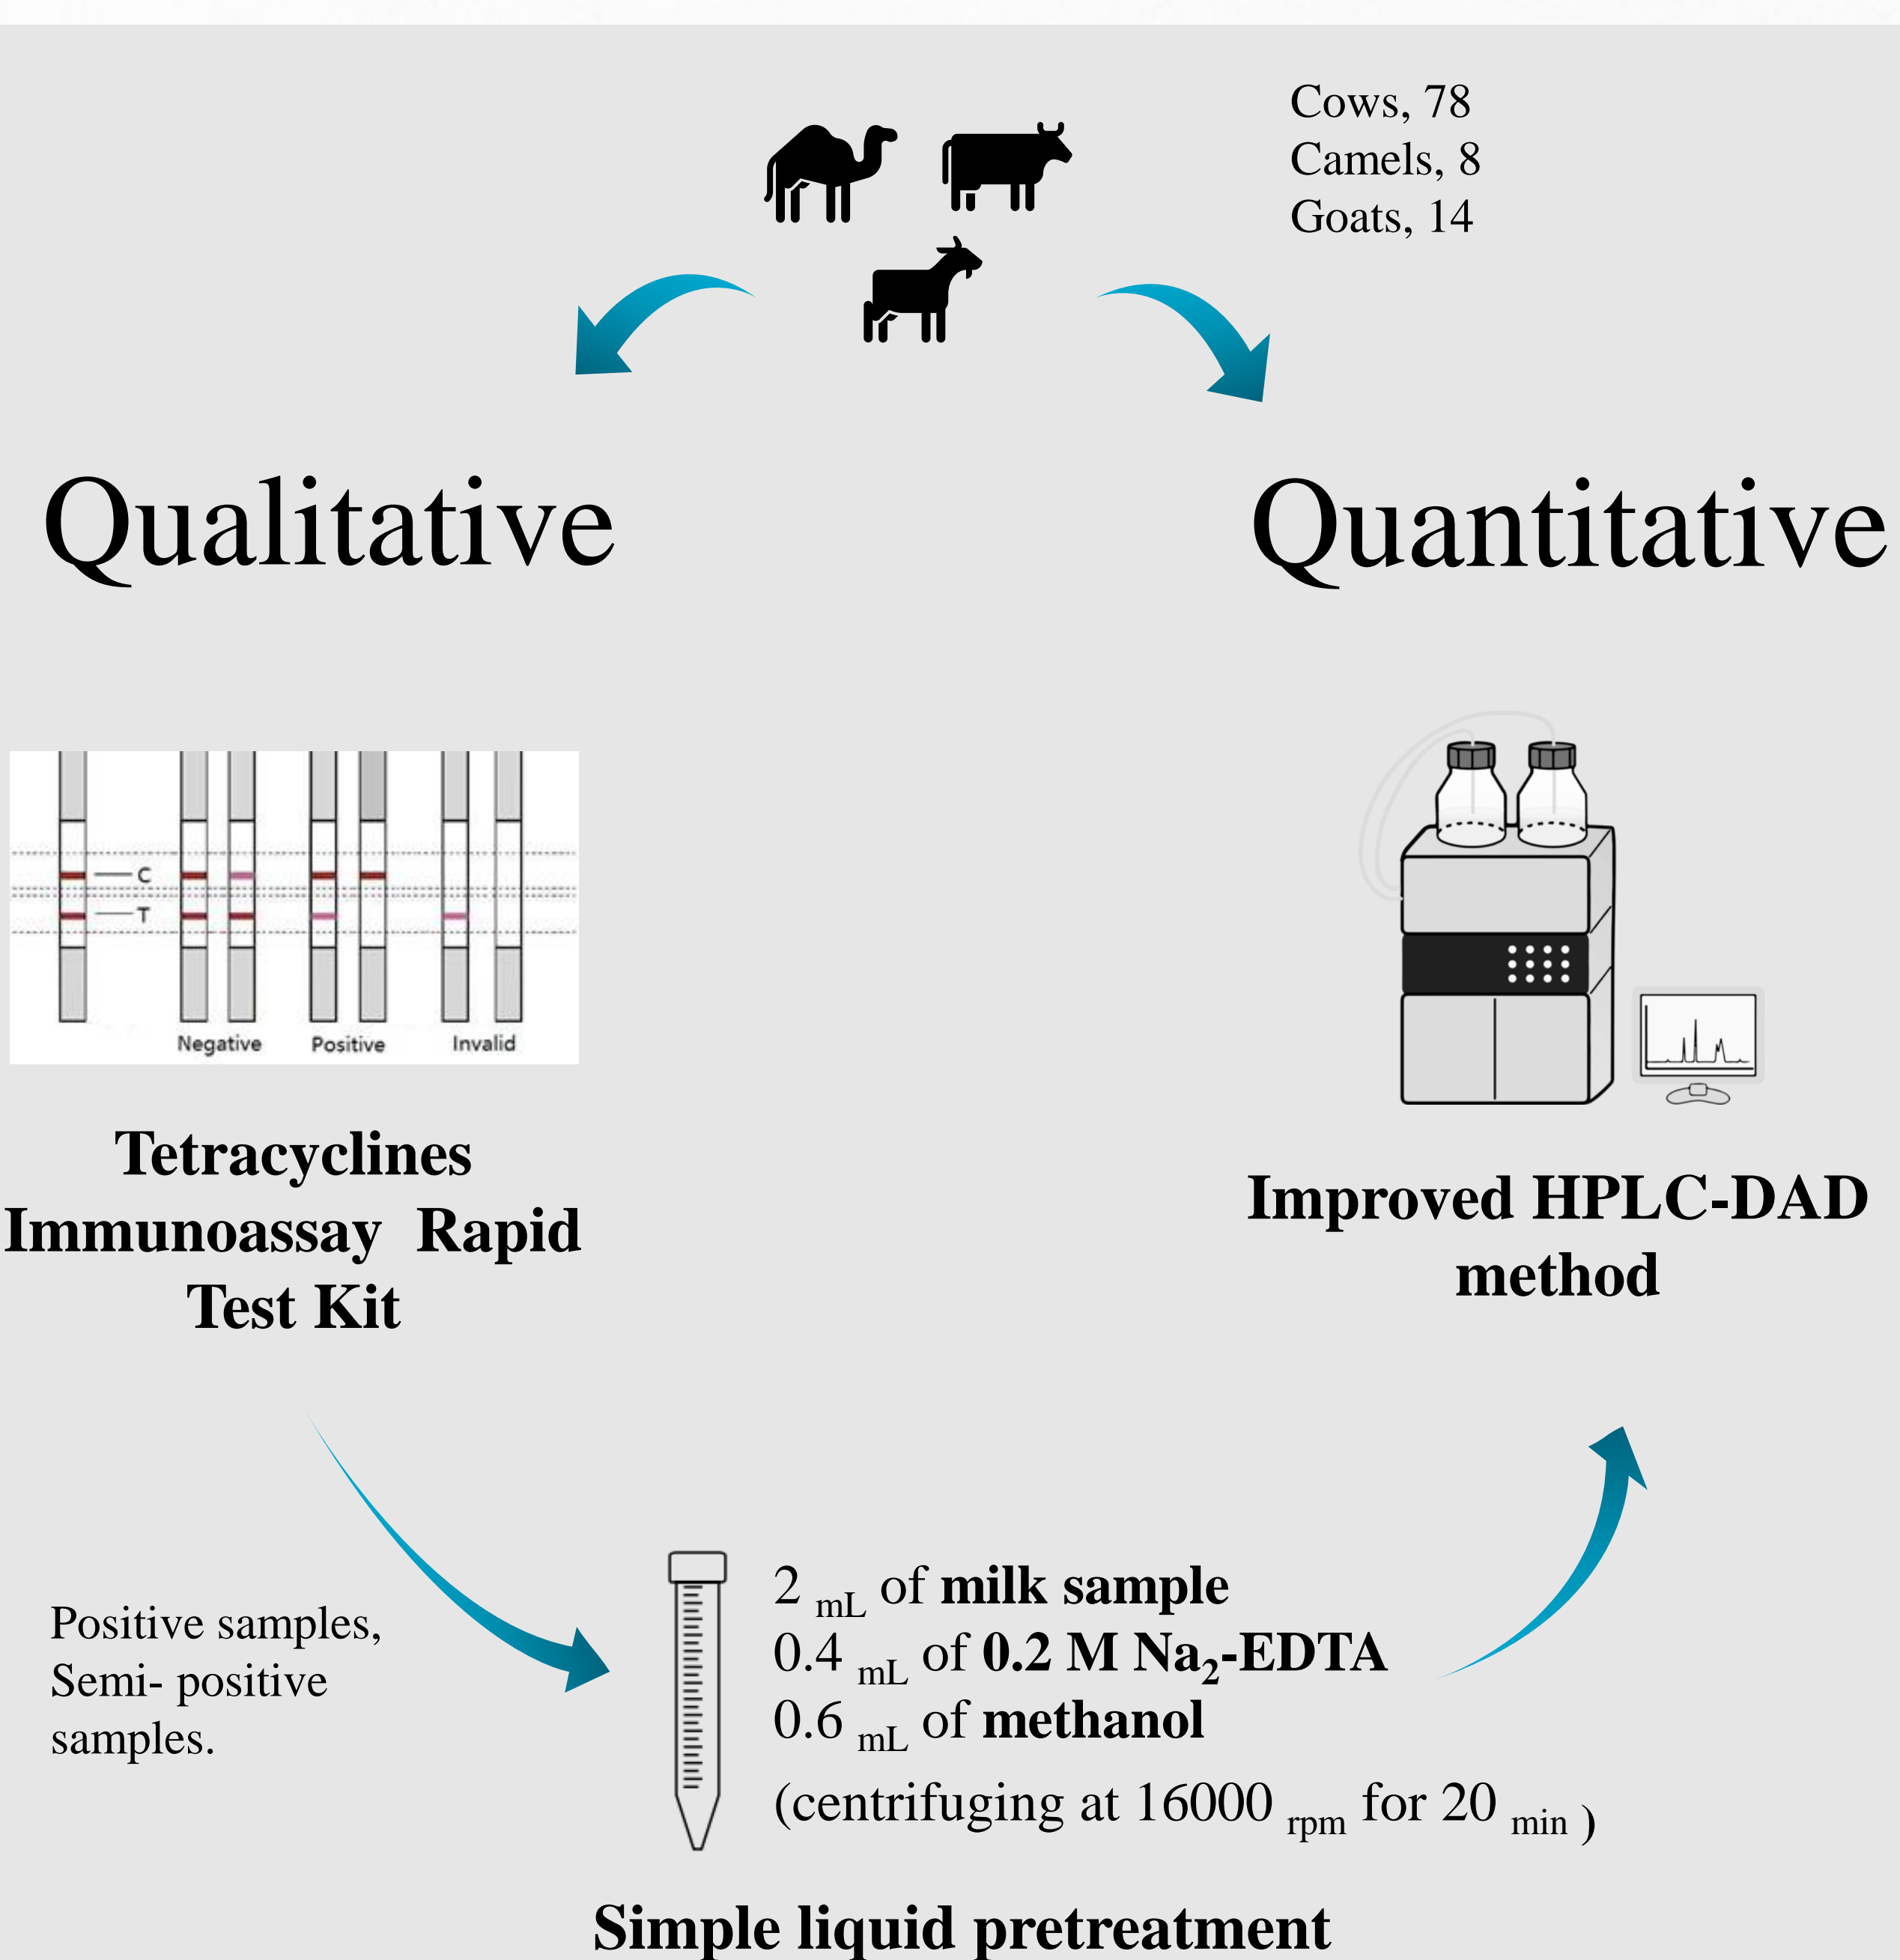 Cows, 78
Camels, 8
Goats, 14
Qualitative
Quantitative
C
T
Negative Positive Invalid
Tetracyclines
Immunoassay Rapid
Test Kit
Improved HPLC-DAD
method
Positive samples,
Semi- positive
samples.
2 mL of milk sample
0.4 mL of 0.2 M Na₂-EDTA
0.6 mL of methanol
(centrifuging at 16000 rpm for 20 min )
Simple liquid pretreatment